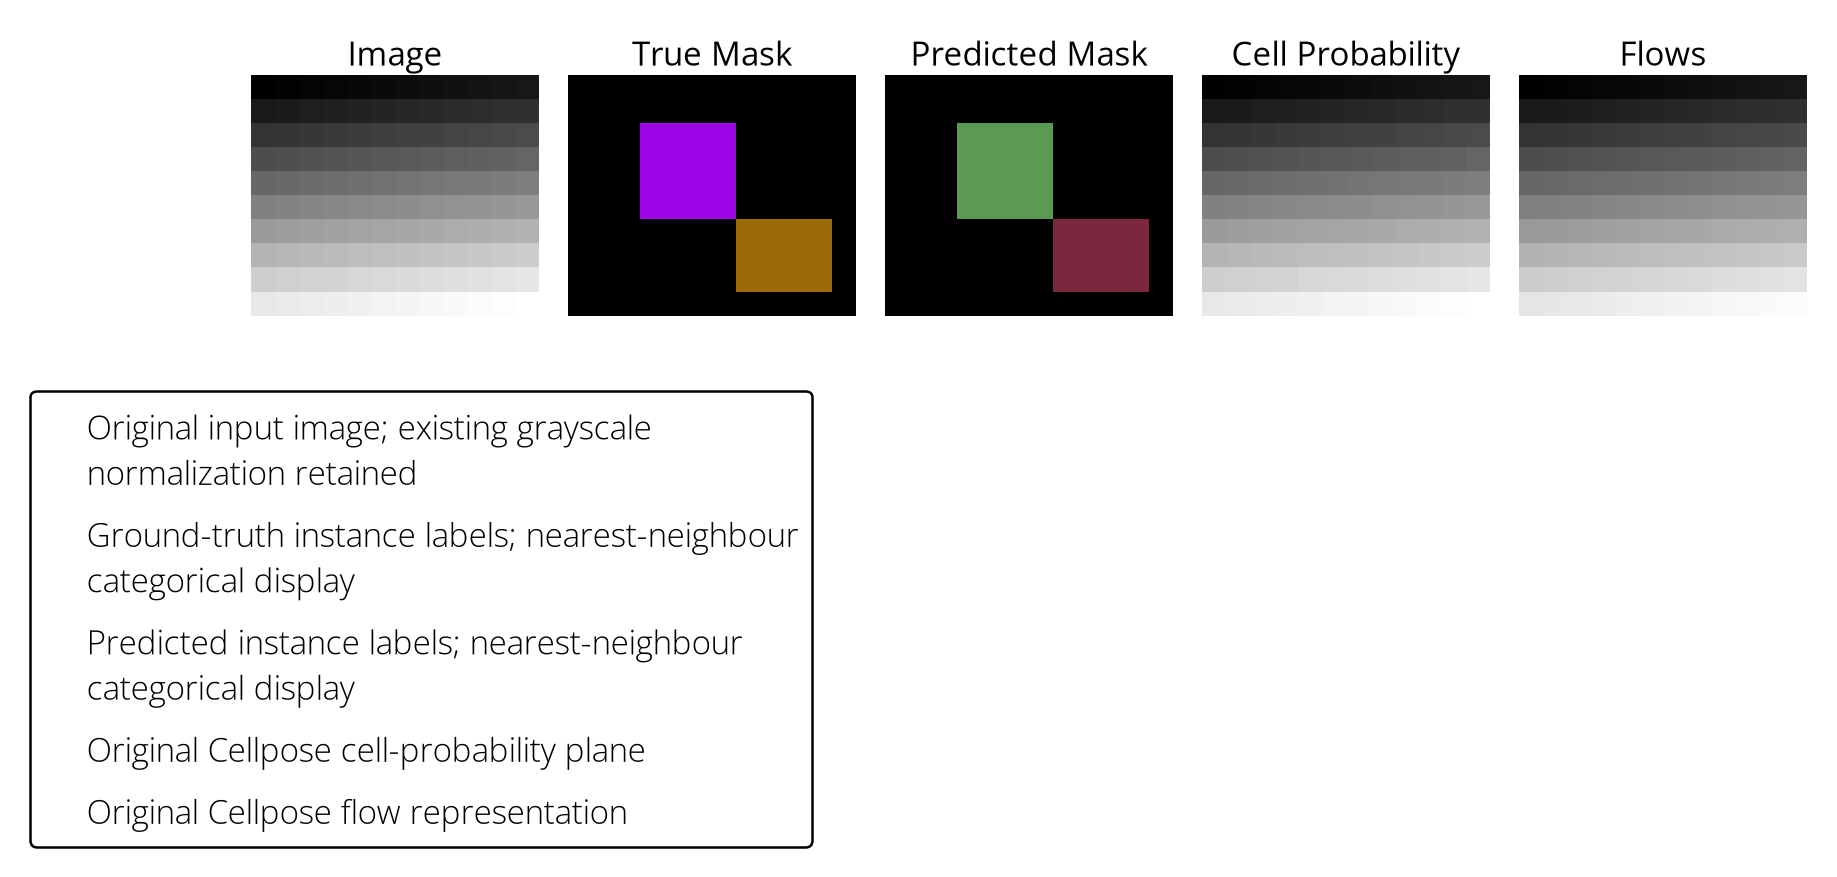 Image
True Mask
Predicted Mask
Cell Probability
Flows
Original input image; existing grayscale
normalization retained
Ground-truth instance labels; nearest-neighbour
categorical display
Predicted instance labels; nearest-neighbour
categorical display
Original Cellpose cell-probability plane
Original Cellpose flow representation